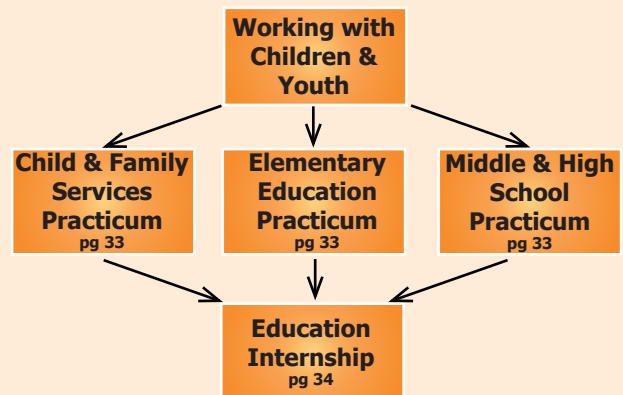 Working with
Children &
Youth
Child & Family
Services
Practicum
pg 33
Elementary
Education
Practicum
pg 33
Middle & High
School
Practicum
pg 33
Education
Internship
pg 34